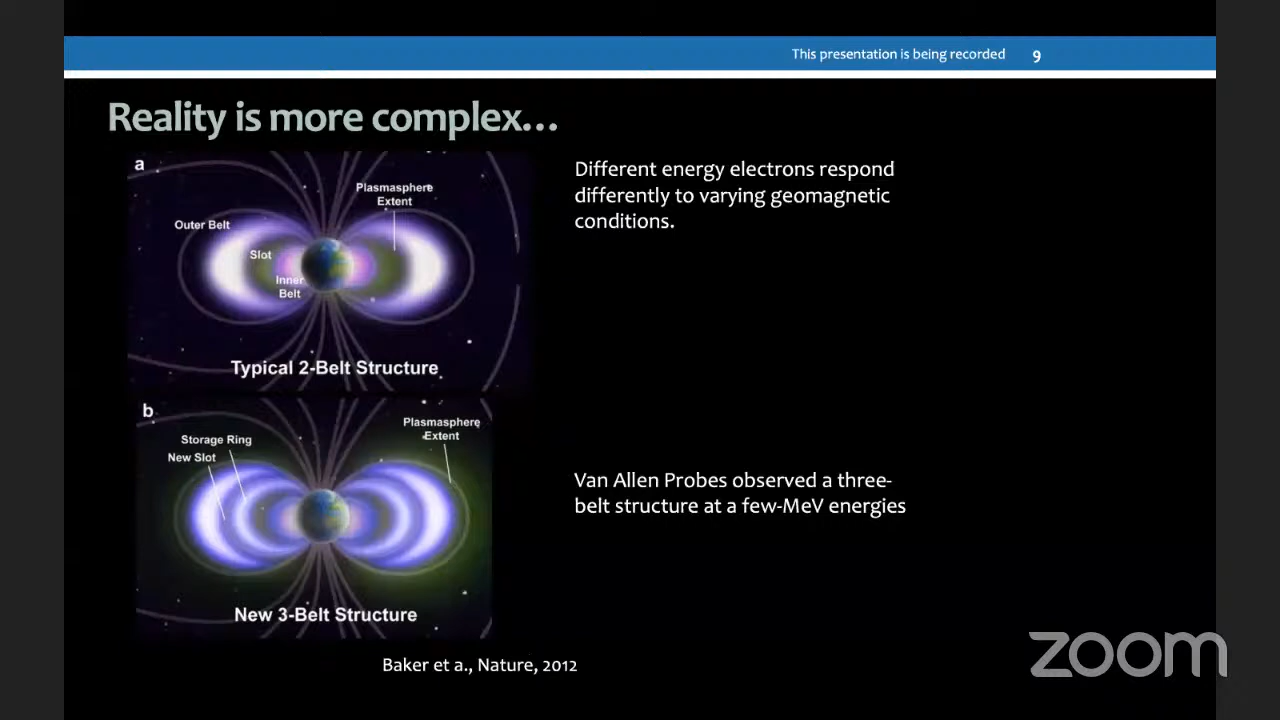 This presentation is being recorded 9
Reality is more complex...
a
Plasmasphere
Extent
Outer Belt
Slot
Inner
Belt
Typical 2-Belt Structure
Different energy electrons respond
differently to varying geomagnetic
conditions.
b
Plasmasphere
Extent
Storage Ring
New Slot
New 3-Belt Structure
Van Allen Probes observed a three-
belt structure at a few-MeV energies
Baker et a., Nature, 2012
zoom